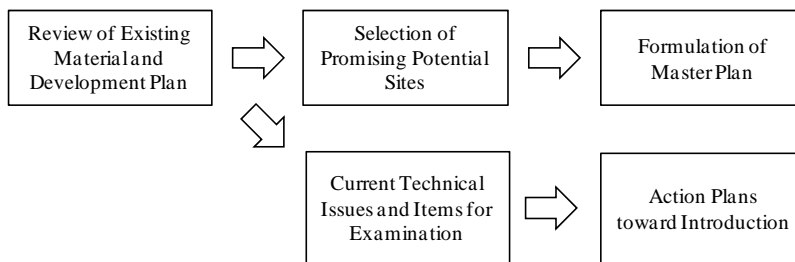 Review of Existing
Material and
Development Plan
Selection of
Promising Potential
Sites
Formulation of
Master Plan
Current Technical
Issues and Items for
Examination
Action Plans
toward Introduction